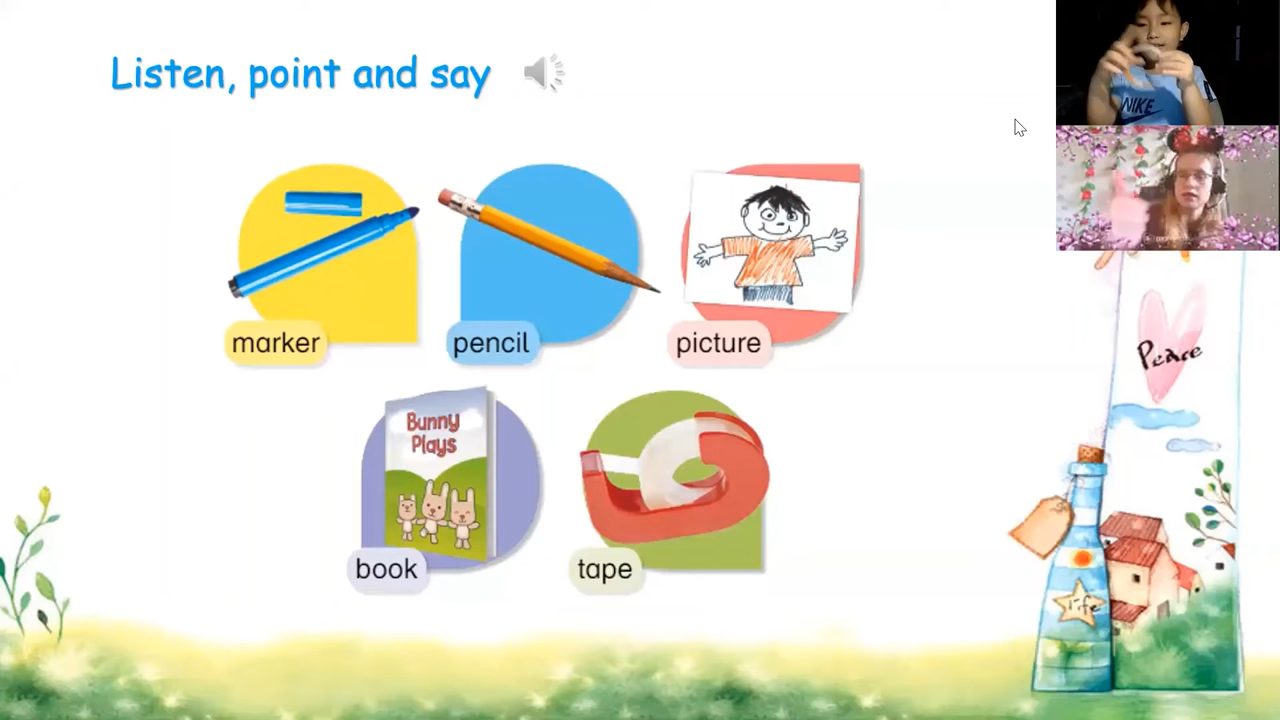 Listen, point and say
NIKE
marker
pencil
picture
Peace
Bunny
Plays
book
tape
life